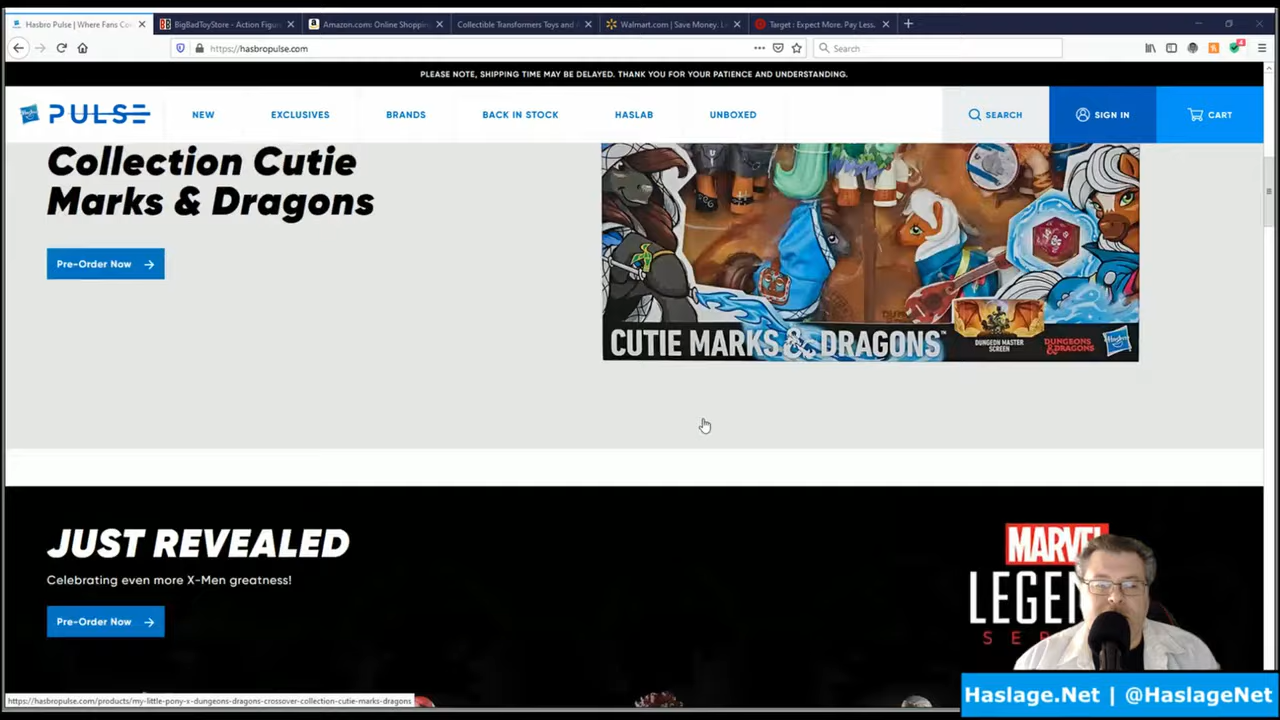 Hasbro Pulse | Where Fans Co
BigBadToyStore - Action Figur
Amazon.com: Online Shoppin
Collectible Transformers Toys and
Walmart.com | Save Money. L
Target : Expect More. Pay Less.
https://hasbropulse.com
Search
4
PLEASE NOTE, SHIPPING TIME MAY BE DELAYED. THANK YOU FOR YOUR PATIENCE AND UNDERSTANDING.
PULSE
NEW
EXCLUSIVES
BRANDS
BACK IN STOCK
HASLAB
UNBOXED
SEARCH
SIGN IN
CART
Collection Cutie
Marks & Dragons
Pre-Order Now
CUTIE MARKS & DRAGONS™
DUNGEON MASTER
SCREEN
DUNGEONS
& DRAGONS
Hasbro
JUST REVEALED
Celebrating even more X-Men greatness!
Pre-Order Now
MARVEL
LEGEN
SE
https://hasbropulse.com/products/my-little-pony-x-dungeons-dragons-crossover-collection-cutie-marks-dragons
Haslage.Net | @HaslageNet